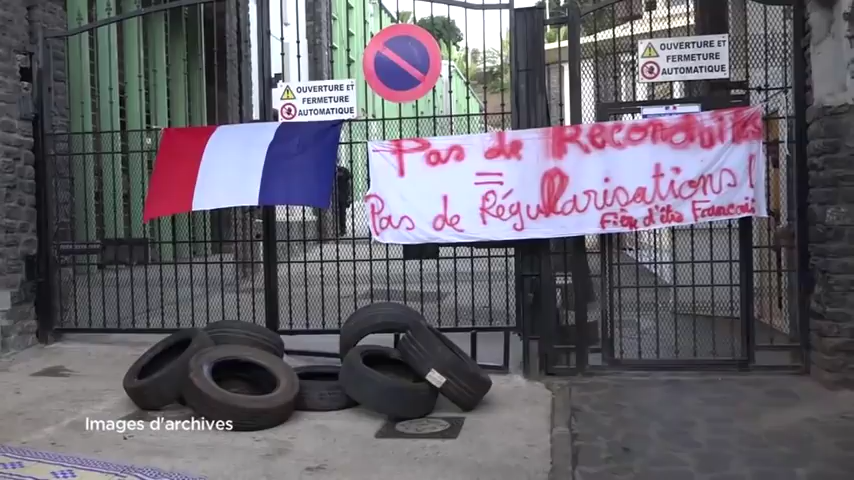 OUVERTURE ET
FERMETURE
AUTOMATIQUE
OUVERTURE ET
FERMETURE
AUTOMATIQUE
Pas de Reconduites
=
Pas de Régularisations!
Fier d'être Français
Images d'archives